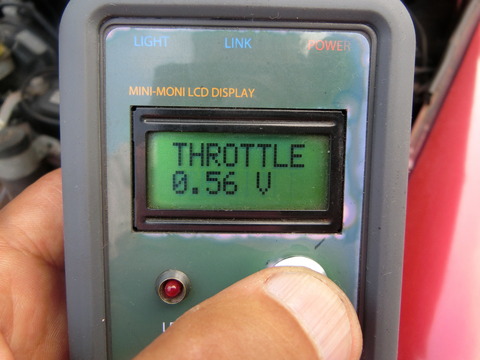 LIGHT LINK POWER
MINI-MONI LCD DISPLAY
THROTTLE
0.56 V